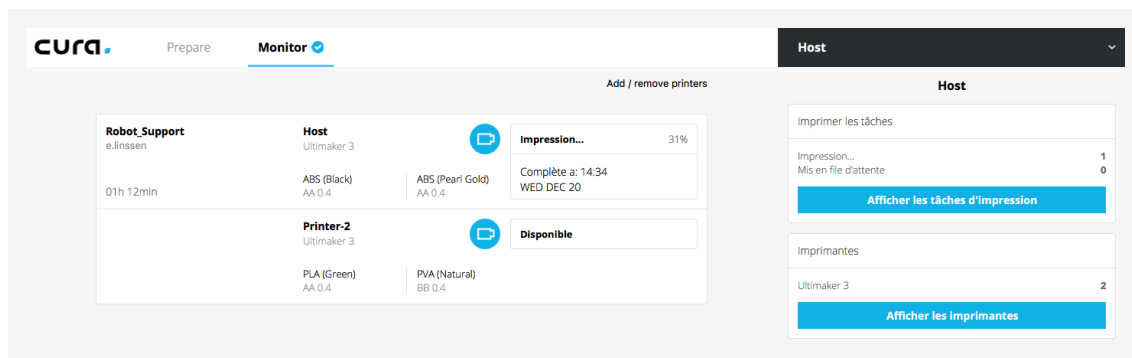 cura.
Prepare
Monitor
Host
Add / remove printers
Robot_Support
e.linssen
01h 12min
Host
Ultimaker 3
ABS (Black)
AA 0.4
ABS (Pearl Gold)
AA 0.4
Impression... 31%
Complète a: 14:34
WED DEC 20
Printer-2
Ultimaker 3
PLA (Green)
AA 0.4
PVA (Natural)
BB 0.4
Disponible
Host
Imprimer les tâches
Impression... 1
Mis en file d'attente 0
Afficher les tâches d'impression
Imprimantes
Ultimaker 3 2
Afficher les imprimantes